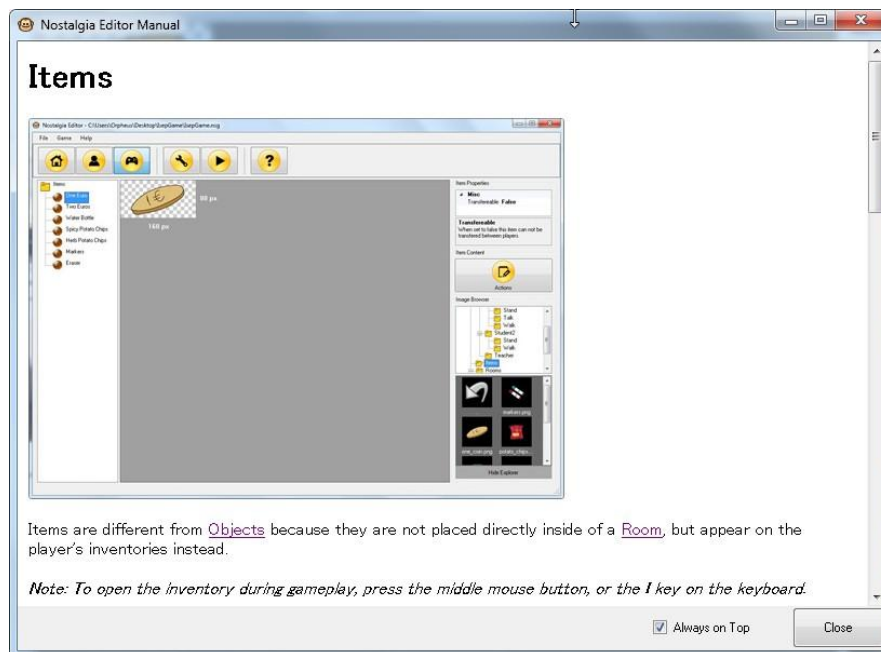 Nostalgia Editor Manual
Items
Nostalgia Editor - C:\Users\Orpheus\Desktop\IsepGame\IsepGame.nsg
File Game Help
Items
One Euro
Two Euros
Water Bottle
Spicy Potato Chips
Herb Potato Chips
Markers
Eraser
1€
80 px
160 px
Item Properties
Misc
Transferable False
Transferable
When set to false this item can not be
transfered between players.
Item Content
Actions
Image Browser
Stand
Talk
Walk
Student2
Stand
Walk
Teacher
Items
Rooms
markers.png
one_coin.png potato_chips...
Hide Explorer
Items are different from Objects because they are not placed directly inside of a Room, but appear on the
player's inventories instead.
Note: To open the inventory during gameplay, press the middle mouse button, or the I key on the keyboard.
Always on Top
Close